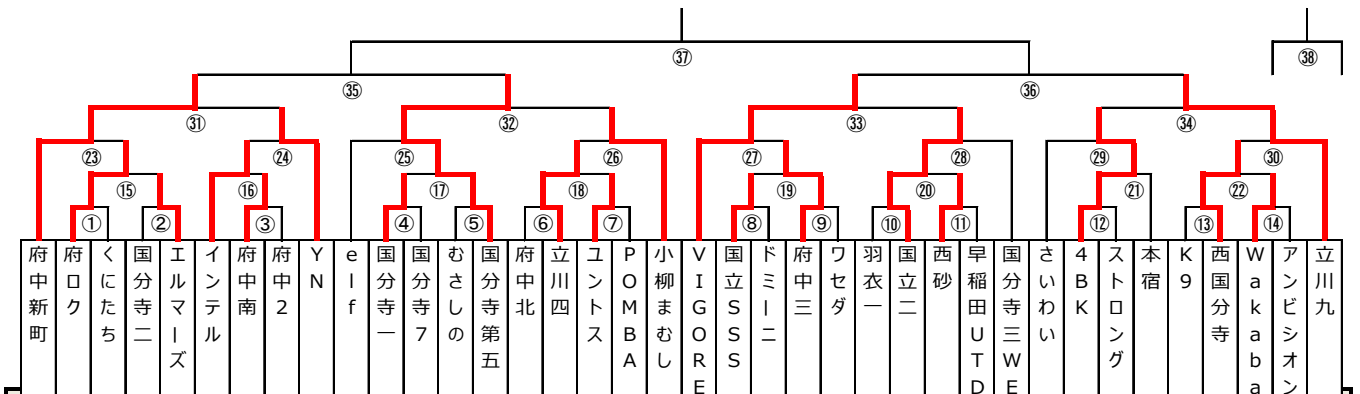 ㊲
㊳
㉟
㊱
㉛
㉜
㉝
㉞
㉓
㉔
㉕
㉖
㉗
㉘
㉙
㉚
⑮
⑯
⑰
⑱
⑲
⑳
㉑
㉒
①
②
③
④
⑤
⑥
⑦
⑧
⑨
⑩
⑪
⑫
⑬
⑭
府中新町
府ロク
くにたち
国分寺二
エルマーズ
インテル
府中南
府中2
YN
elf
国分寺一
国分寺7
むさしの
国分寺第五
府中北
立川四
ユントス
POMBA
小柳まむし
VIGORE
国立SSS
ドミーニ
府中三
ワセダ
羽衣一
国立二
西砂
早稲田UTD
国分寺三WE
さいわい
4BK
ストロング
本宿
K9
西国分寺
Wakaba
アンビシオン
立川九